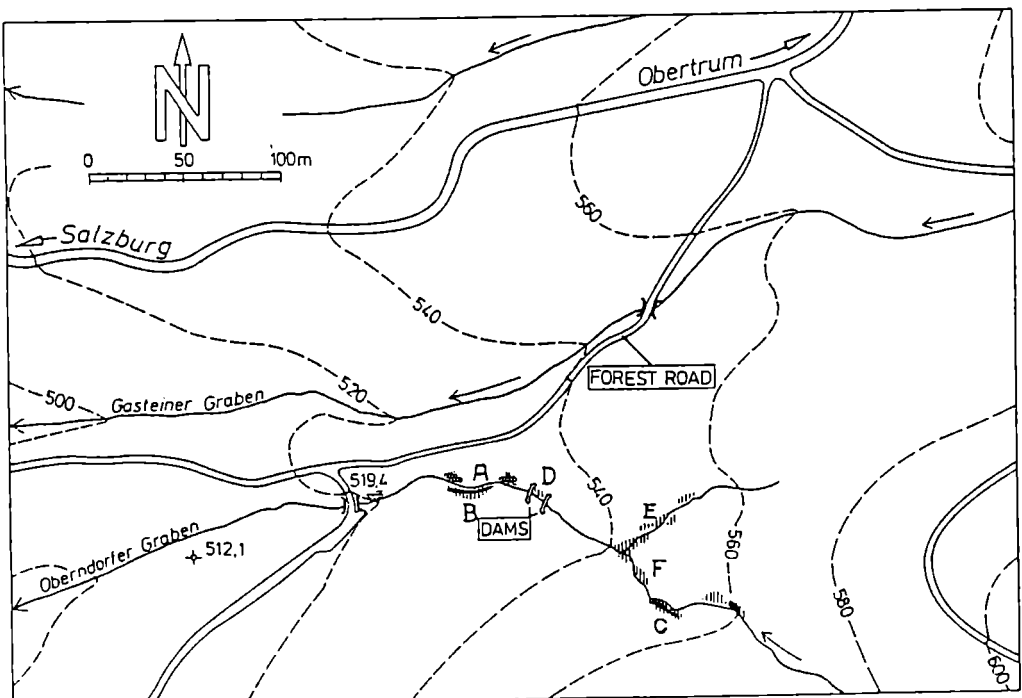 Obertrum
N
0 50 100m
560
Salzburg
540
FOREST ROAD
520
500
Gasteiner Graben
519,4
A
D
540
B
DAMS
E
Oberndorfer Graben
512,1
560
F
580
C
600